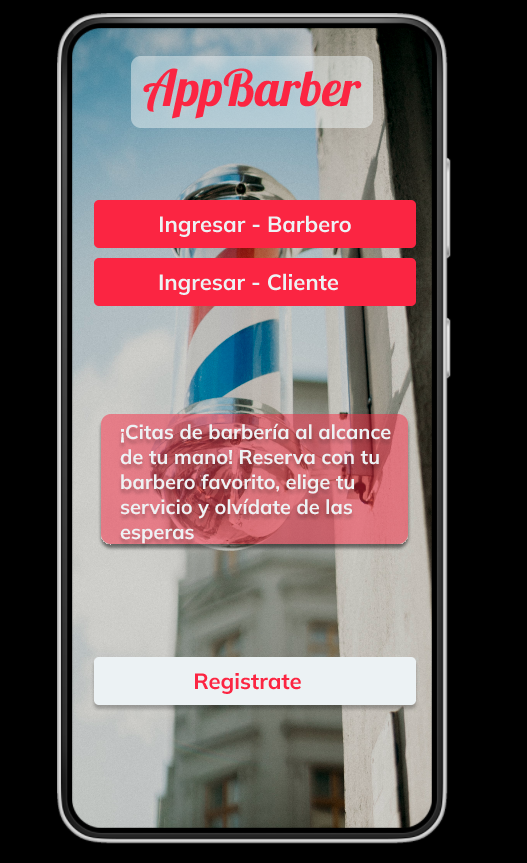 AppBarber
Ingresar - Barbero
Ingresar - Cliente
¡Citas de barbería al alcance
de tu mano! Reserva con tu
barbero favorito, elige tu
servicio y olvídate de las
esperas
Registrate